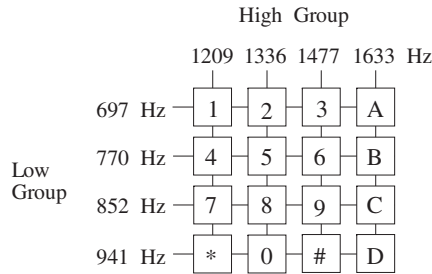 High Group
1209 1336 1477 1633 Hz
697 Hz 1 2 3 A
770 Hz 4 5 6 B
Low
Group
852 Hz 7 8 9 C
941 Hz * 0 # D